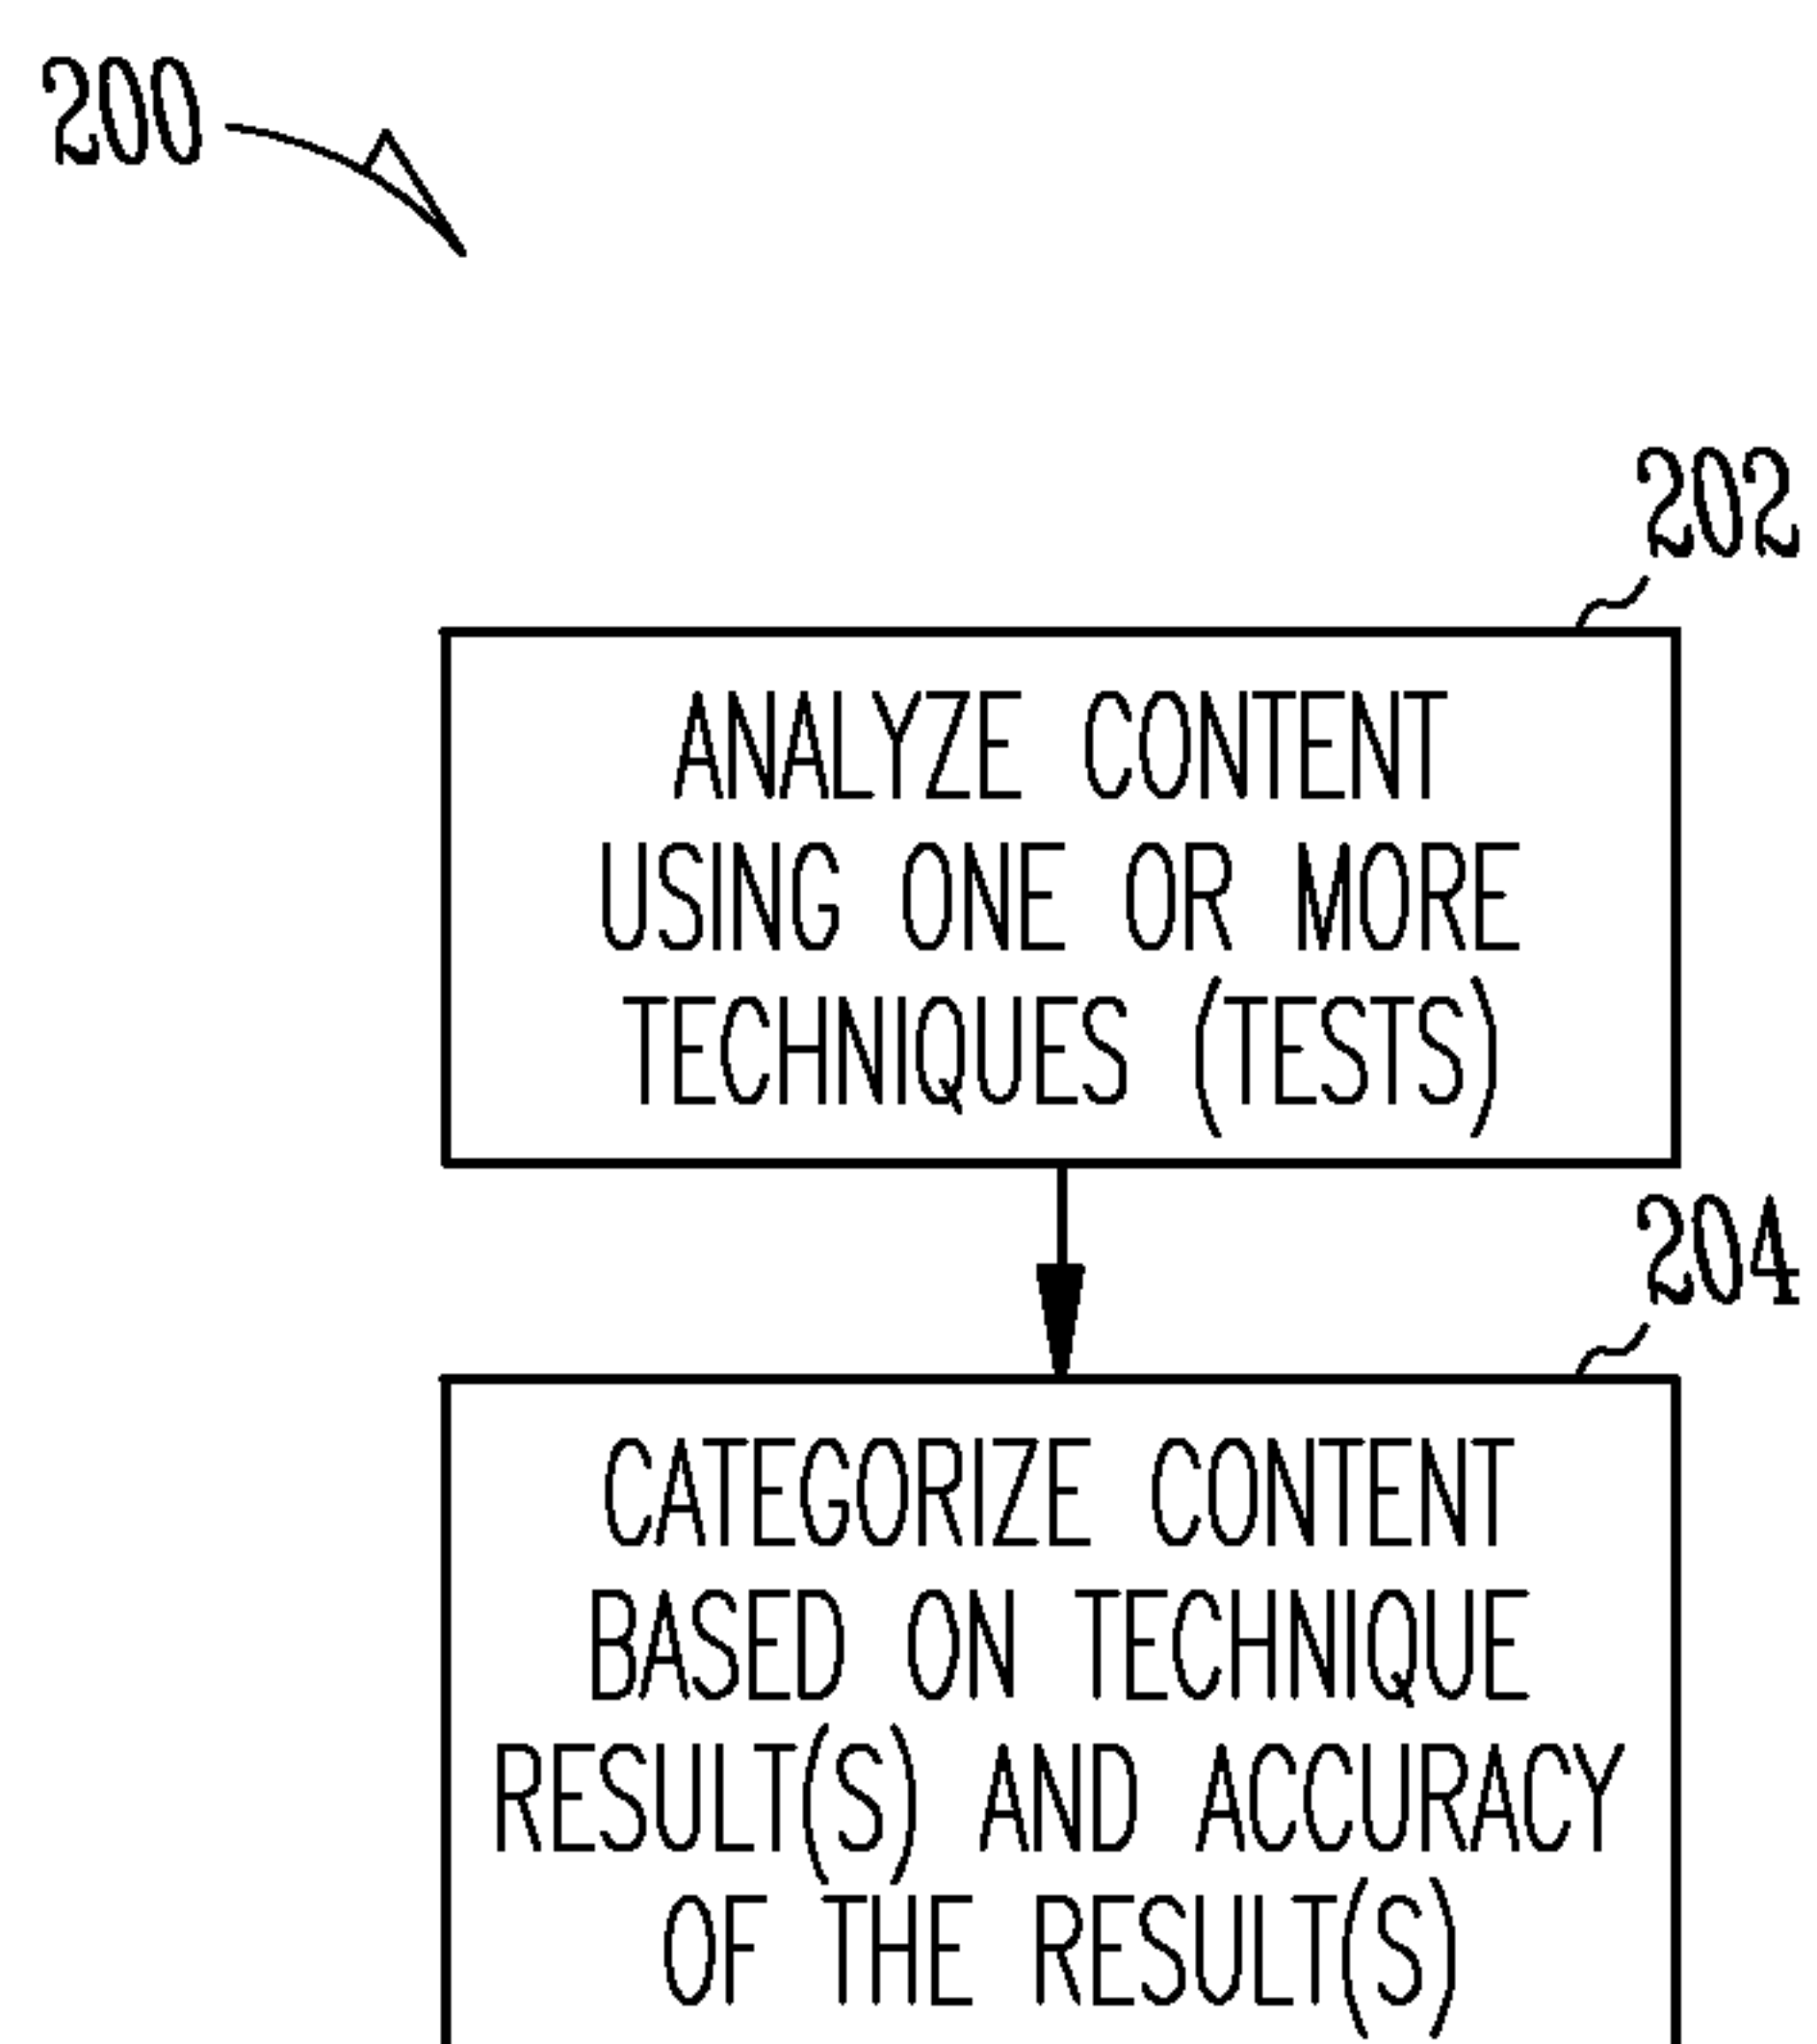 200
202
ANALYZE CONTENT
USING ONE OR MORE
TECHNIQUES (TESTS)
204
CATEGORIZE CONTENT
BASED ON TECHNIQUE
RESULT(S) AND ACCURACY
OF THE RESULT(S)